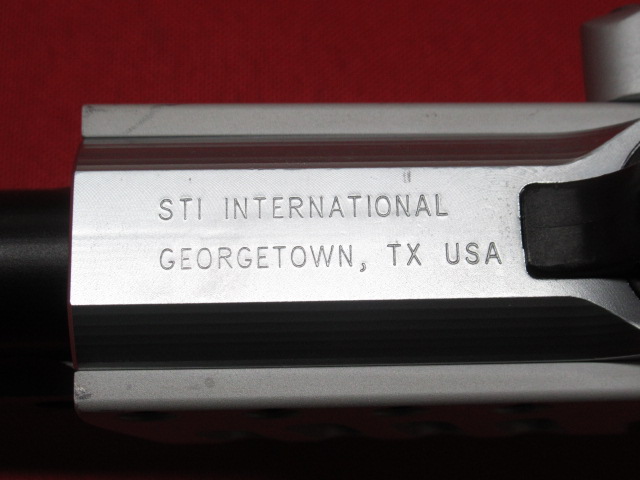 STI INTERNATIONAL
GEORGETOWN, TX USA